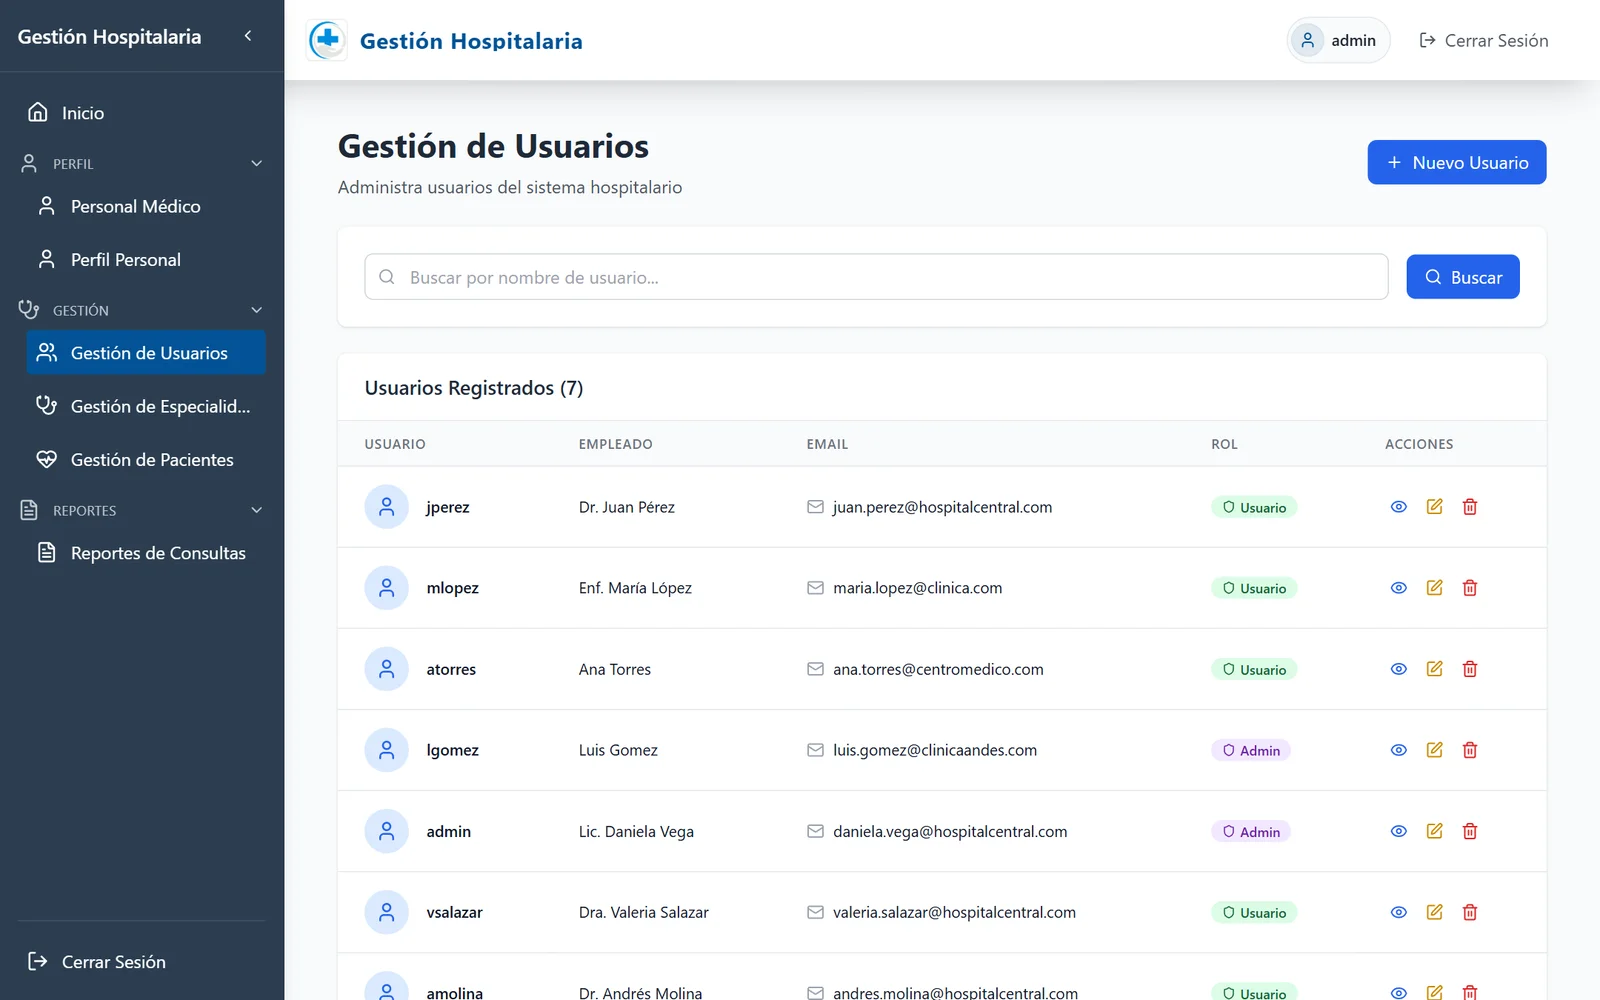 Gestión Hospitalaria
Inicio
PERFIL
Personal Médico
Perfil Personal
GESTIÓN
Gestión de Usuarios
Gestión de Especialid...
Gestión de Pacientes
REPORTES
Reportes de Consultas
Cerrar Sesión
Gestión Hospitalaria
admin
Cerrar Sesión
Gestión de Usuarios
Administra usuarios del sistema hospitalario
Nuevo Usuario
Buscar por nombre de usuario...
Buscar
Usuarios Registrados (7)
USUARIO EMPLEADO EMAIL ROL ACCIONES
jperez Dr. Juan Pérez juan.perez@hospitalcentral.com Usuario
mlopez Enf. María López maria.lopez@clinica.com Usuario
atorres Ana Torres ana.torres@centromedico.com Usuario
lgomez Luis Gomez luis.gomez@clinicaandes.com Admin
admin Lic. Daniela Vega daniela.vega@hospitalcentral.com Admin
vsalazar Dra. Valeria Salazar valeria.salazar@hospitalcentral.com Usuario
amolina Dr. Andrés Molina andres.molina@hospitalcentral.com Usuario